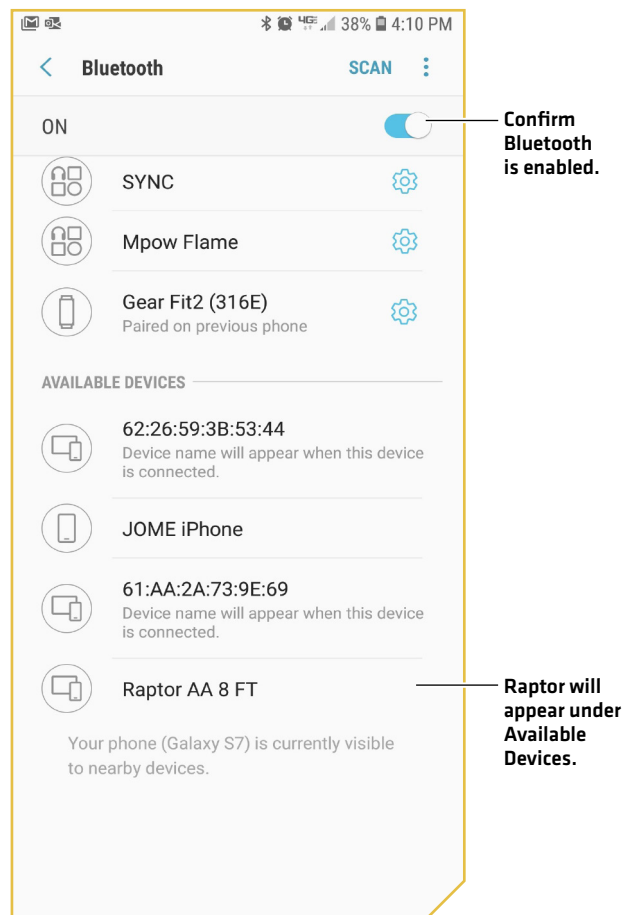 4GE 38% 4:10 PM
Bluetooth SCAN
ON
Confirm
Bluetooth
is enabled.
SYNC
Mpow Flame
Gear Fit2 (316E)
Paired on previous phone
AVAILABLE DEVICES
62:26:59:3B:53:44
Device name will appear when this device
is connected.
JOME iPhone
61:AA:2A:73:9E:69
Device name will appear when this device
is connected.
Raptor AA 8 FT
Raptor will
appear under
Available
Devices.
Your phone (Galaxy S7) is currently visible
to nearby devices.